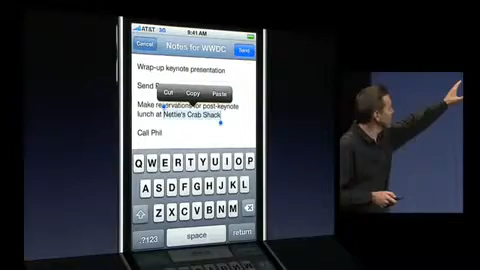 AT&T 3G 9:41 AM
Cancel Notes for WWDC Send
Wrap-up keynote presentation
Send
Cut Copy Paste
Make reservations for post-keynote
lunch at Nettie's Crab Shack
Call Phil
Q W E R T Y U I O P
A S D F G H J K L
Z X C V B N M
.?123 space return